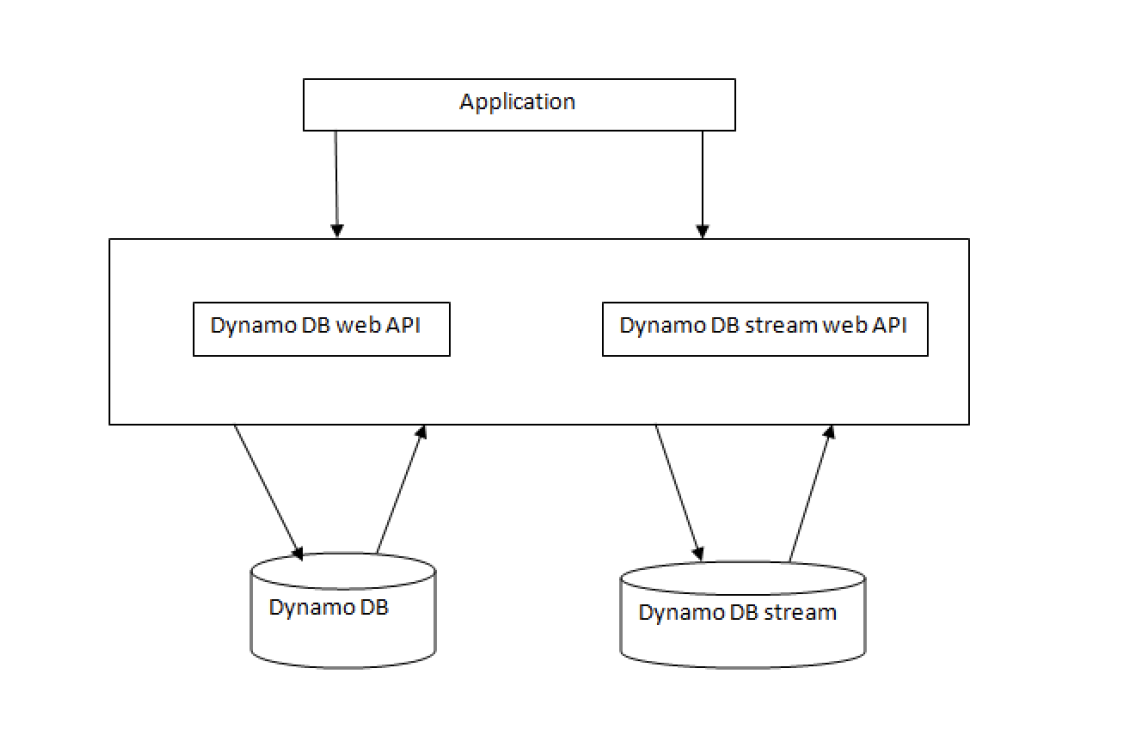 Application
Dynamo DB web API
Dynamo DB stream web API
Dynamo DB
Dynamo DB stream